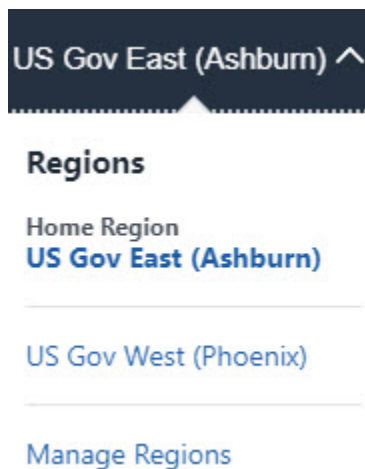 US Gov East (Ashburn)
Regions
Home Region
US Gov East (Ashburn)
US Gov West (Phoenix)
Manage Regions